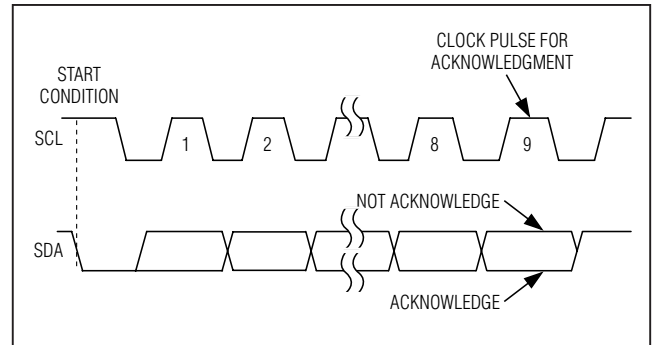 CLOCK PULSE FOR
ACKNOWLEDGMENT
START
CONDITION
SCL
1
2
8
9
NOT ACKNOWLEDGE
SDA
ACKNOWLEDGE